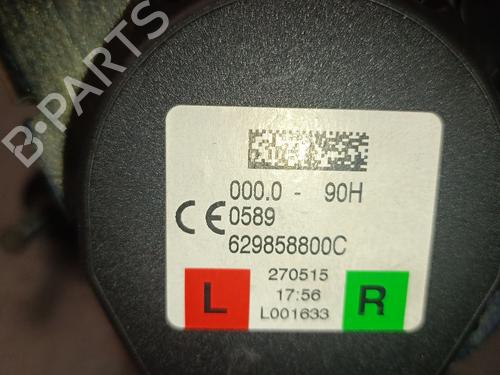 B-PARTS
000.0 - 90H
CE 0589
629858800C
L
270515
17:56
L001633
R